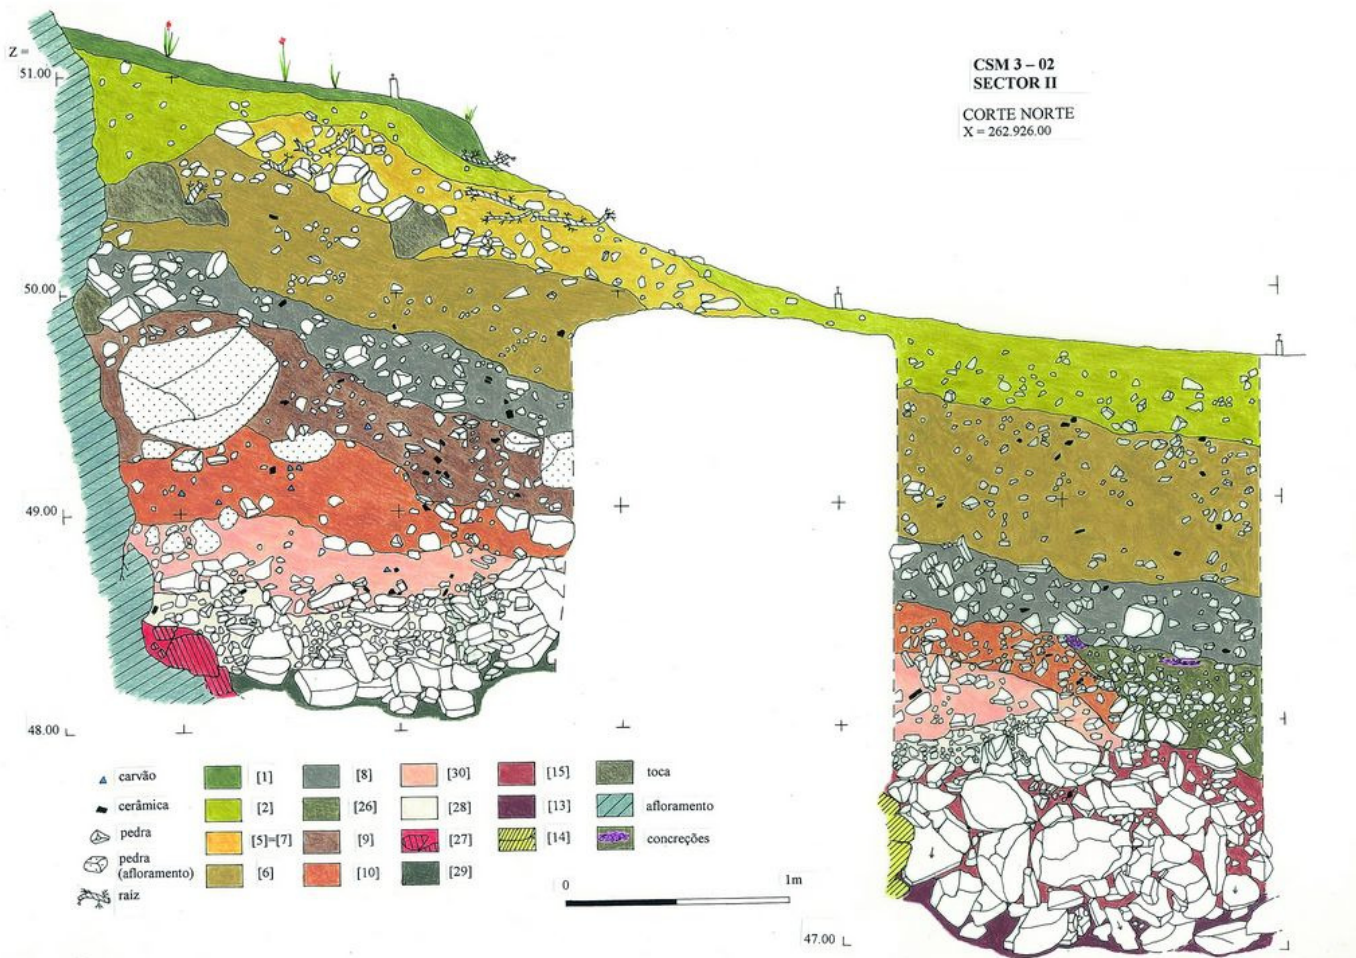 CSM 3 – 02
SECTOR II
CORTE NORTE
X = 262.926.00
Z =
51.00
50.00
49.00
48.00
47.00
carvão
cerâmica
pedra
pedra
(afloramento)
raíz
[1]
[2]
[5]=[7]
[6]
[8]
[26]
[9]
[10]
[30]
[28]
[27]
[29]
[15]
[13]
[14]
toca
afloramento
concreções
0 1m